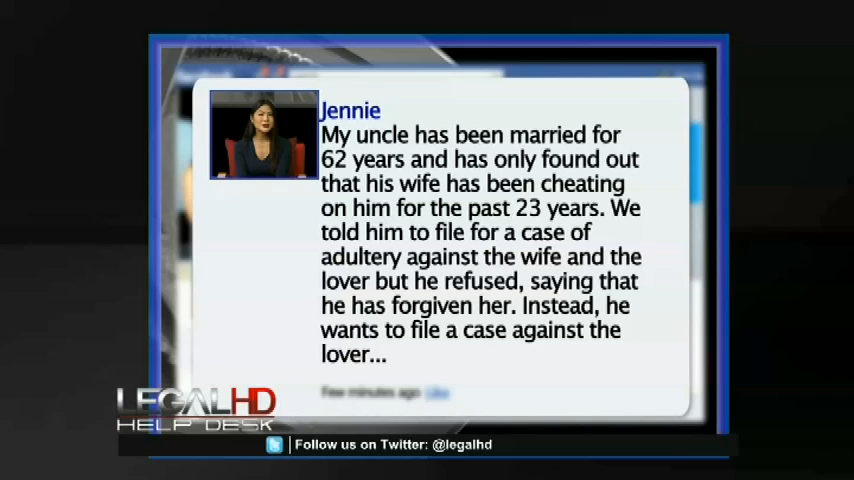 Jennie
My uncle has been married for
62 years and has only found out
that his wife has been cheating
on him for the past 23 years. We
told him to file for a case of
adultery against the wife and the
lover but he refused, saying that
he has forgiven her. Instead, he
wants to file a case against the
lover...
Few minutes ago Like
LEGALHD
HELP DESK
Follow us on Twitter: @legalhd